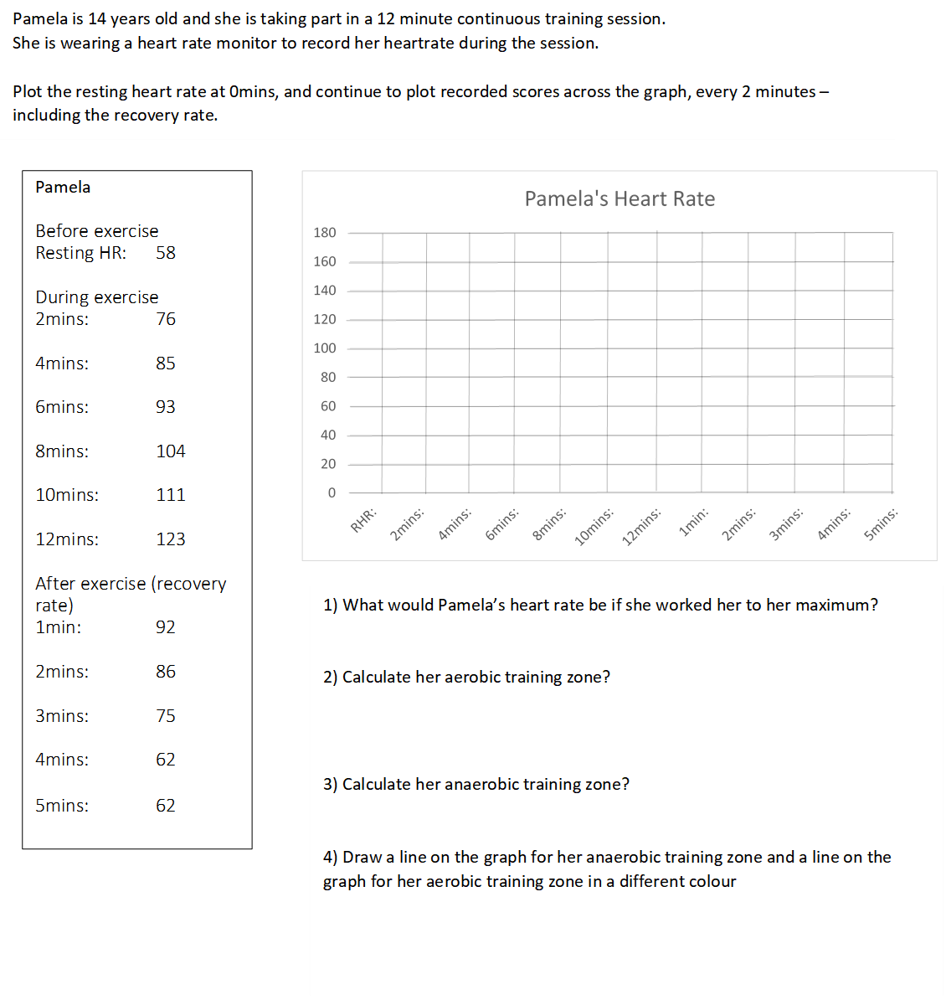 Pamela is 14 years old and she is taking part in a 12 minute continuous training session.
She is wearing a heart rate monitor to record her heartrate during the session.
Plot the resting heart rate at 0mins, and continue to plot recorded scores across the graph, every 2 minutes –
including the recovery rate.
Pamela
Before exercise
Resting HR: 58
During exercise
2mins: 76
4mins: 85
6mins: 93
8mins: 104
10mins: 111
12mins: 123
After exercise (recovery
rate)
1min: 92
2mins: 86
3mins: 75
4mins: 62
5mins: 62
Pamela's Heart Rate
180
160
140
120
100
80
60
40
20
0
RHR: 2mins: 4mins: 6mins: 8mins: 10mins: 12mins: 1min: 2mins: 3mins: 4mins: 5mins:
1) What would Pamela’s heart rate be if she worked her to her maximum?
2) Calculate her aerobic training zone?
3) Calculate her anaerobic training zone?
4) Draw a line on the graph for her anaerobic training zone and a line on the
graph for her aerobic training zone in a different colour